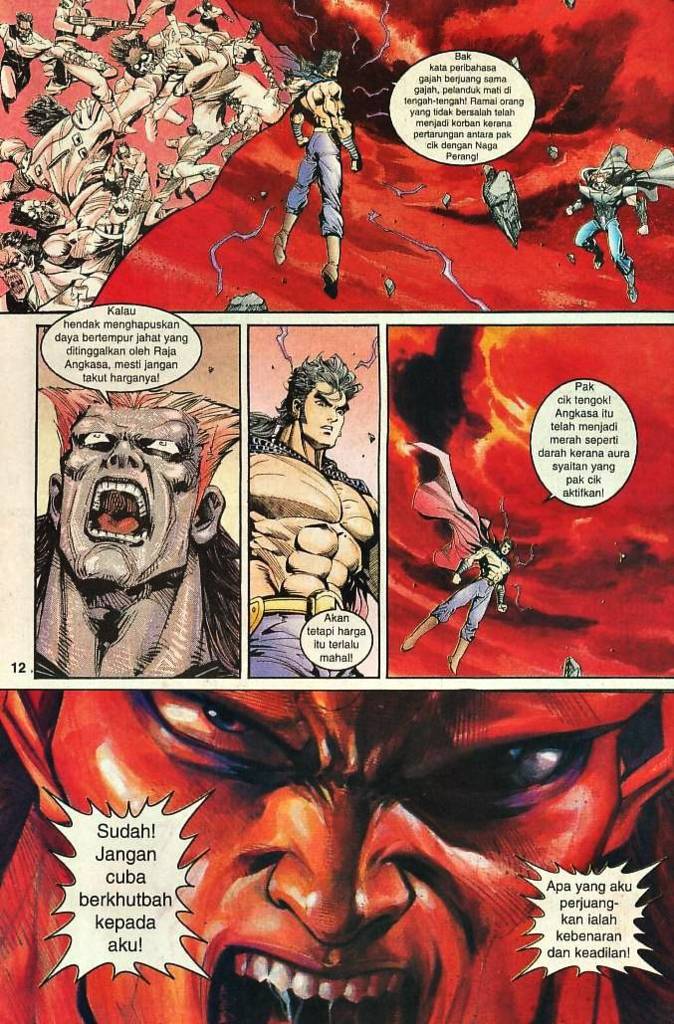 Bak
kata peribahasa
gajah berjuang sama
gajah, pelanduk mati di
tengah-tengah! Ramai orang
yang tidak bersalah telah
menjadi korban kerana
pertarungan antara pak
cik dengan Naga
Perang!
Kalau
hendak menghapuskan
daya bertempur jahat yang
ditinggalkan oleh Raja
Angkasa, mesti jangan
takut harganya!
Akan
tetapi harga
itu terlalu
mahal!
Pak
cik tengok!
Angkasa itu
telah menjadi
merah seperti
darah kerana aura
syaitan yang
pak cik
aktifkan!
12
Sudah!
Jangan
cuba
berkhutbah
kepada
aku!
Apa yang aku
perjuang-
kan ialah
kebenaran
dan keadilan!